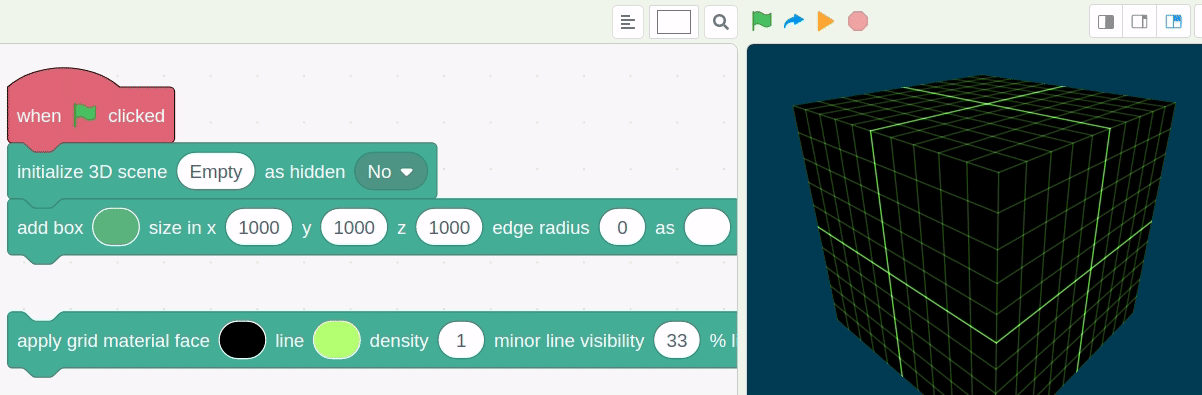 when clicked
initialize 3D scene Empty as hidden No
add box size in x 1000 y 1000 z 1000 edge radius 0 as
apply grid material face line density 1 minor line visibility 33 % li